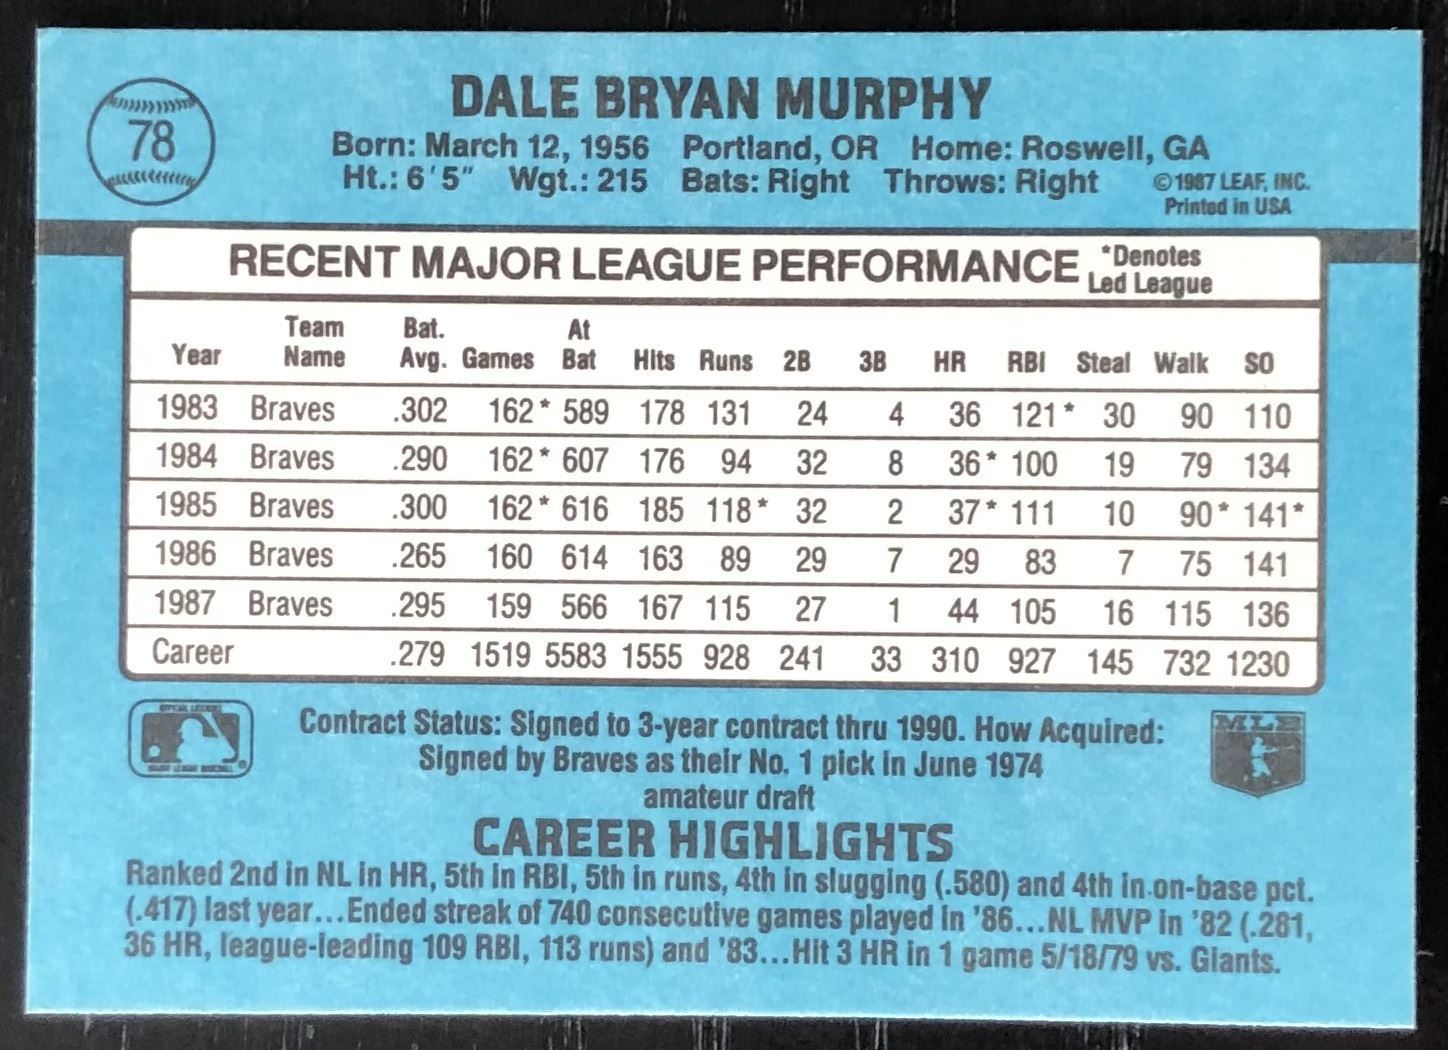 78
DALE BRYAN MURPHY
Born: March 12, 1956 Portland, OR Home: Roswell, GA
Ht.: 6'5" Wgt.: 215 Bats: Right Throws: Right
©1987 LEAF, INC.
Printed in USA
RECENT MAJOR LEAGUE PERFORMANCE
*Denotes
Led League
Year Team Name Bat. Avg. Games At Bat Hits Runs 2B 3B HR RBI Steal Walk SO
1983 Braves .302 162* 589 178 131 24 4 36 121* 30 90 110
1984 Braves .290 162* 607 176 94 32 8 36* 100 19 79 134
1985 Braves .300 162* 616 185 118* 32 2 37* 111 10 90* 141*
1986 Braves .265 160 614 163 89 29 7 29 83 7 75 141
1987 Braves .295 159 566 167 115 27 1 44 105 16 115 136
Career .279 1519 5583 1555 928 241 33 310 927 145 732 1230
Contract Status: Signed to 3-year contract thru 1990. How Acquired:
Signed by Braves as their No. 1 pick in June 1974
amateur draft
MLB
CAREER HIGHLIGHTS
Ranked 2nd in NL in HR, 5th in RBI, 5th in runs, 4th in slugging (.580) and 4th in on-base pct.
(.417) last year...Ended streak of 740 consecutive games played in '86...NL MVP in '82 (.281,
36 HR, league-leading 109 RBI, 113 runs) and '83...Hit 3 HR in 1 game 5/18/79 vs. Giants.